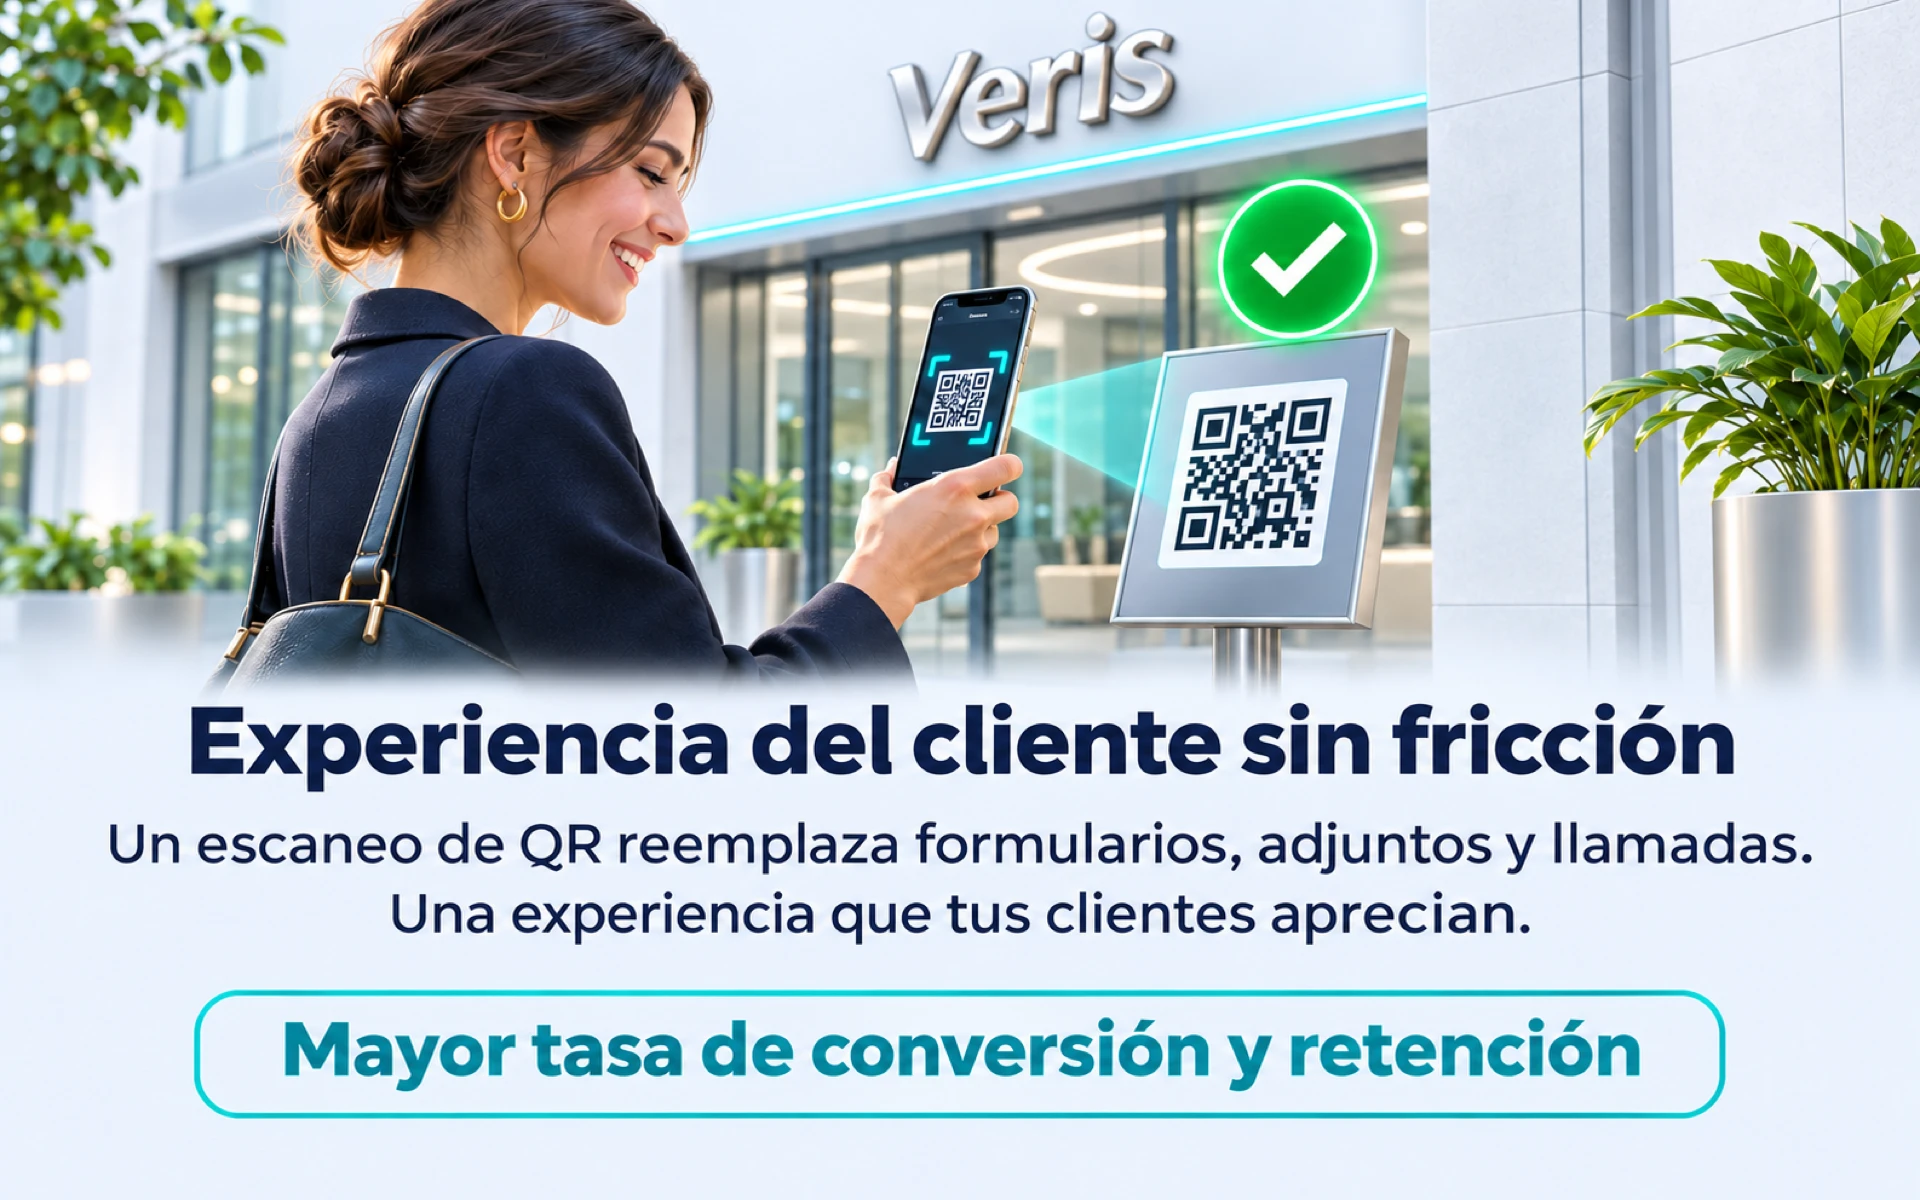 Veris
Experiencia del cliente sin fricción
Un escaneo de QR reemplaza formularios, adjuntos y llamadas.
Una experiencia que tus clientes aprecian.
Mayor tasa de conversión y retención